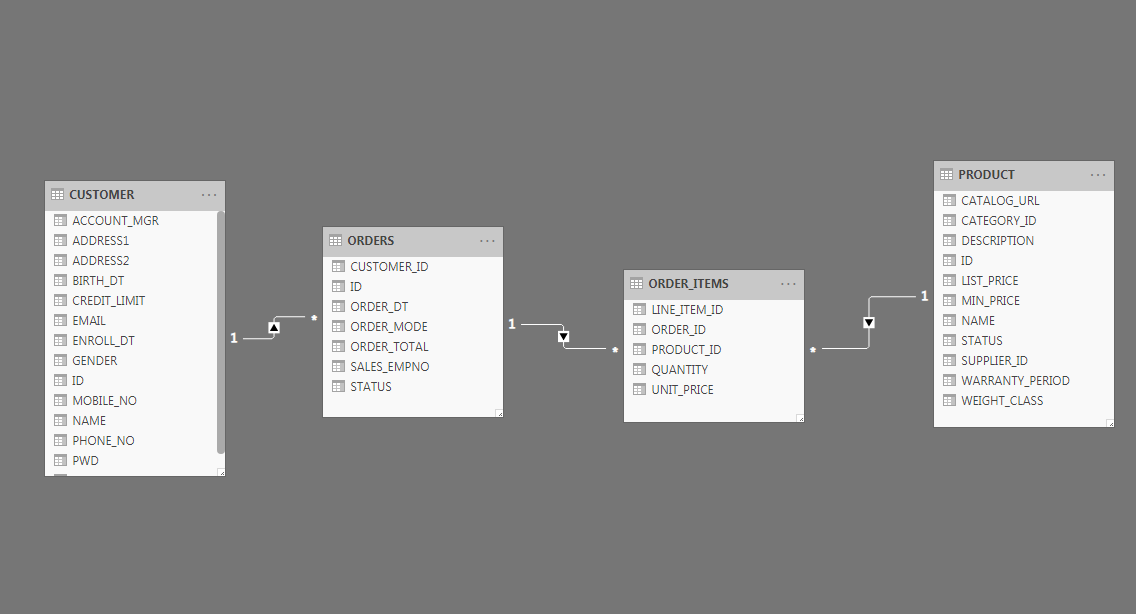 CUSTOMER ...
ACCOUNT_MGR
ADDRESS1
ADDRESS2
BIRTH_DT
CREDIT_LIMIT
EMAIL
ENROLL_DT
GENDER
ID
MOBILE_NO
NAME
PHONE_NO
PWD
1
*
ORDERS ...
CUSTOMER_ID
ID
ORDER_DT
ORDER_MODE
ORDER_TOTAL
SALES_EMPNO
STATUS
1
*
ORDER_ITEMS ...
LINE_ITEM_ID
ORDER_ID
PRODUCT_ID
QUANTITY
UNIT_PRICE
*
1
PRODUCT ...
CATALOG_URL
CATEGORY_ID
DESCRIPTION
ID
LIST_PRICE
MIN_PRICE
NAME
STATUS
SUPPLIER_ID
WARRANTY_PERIOD
WEIGHT_CLASS